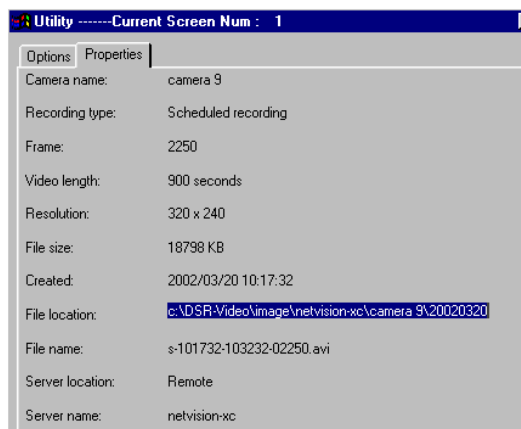 Utility -------Current Screen Num : 1
Options Properties
Camera name: camera 9
Recording type: Scheduled recording
Frame: 2250
Video length: 900 seconds
Resolution: 320 x 240
File size: 18798 KB
Created: 2002/03/20 10:17:32
File location: c:\DSR-Video\image\netvision-xc\camera 9\20020320
File name: s-101732-103232-02250.avi
Server location: Remote
Server name: netvision-xc